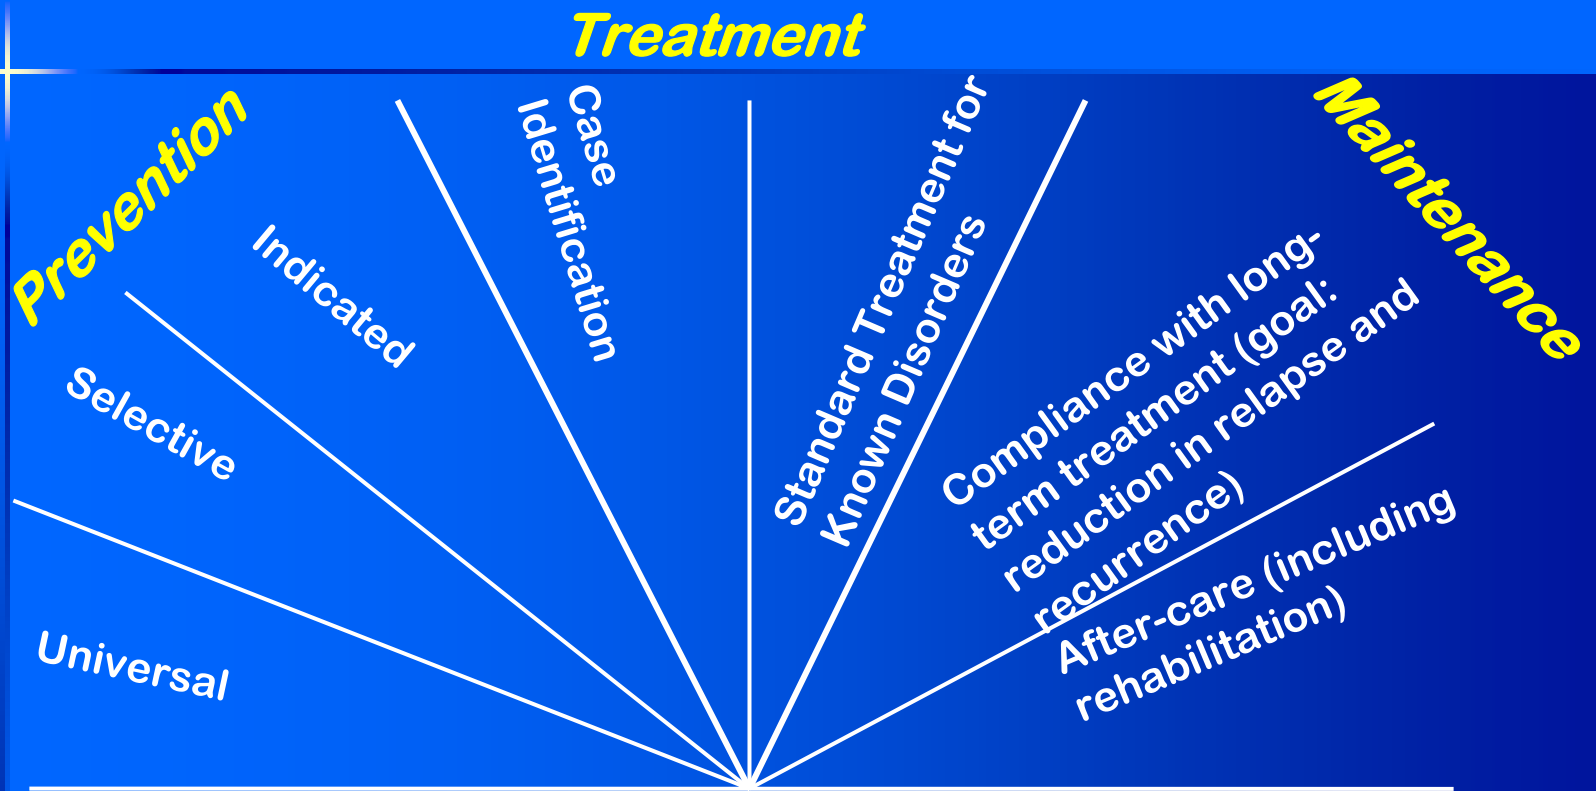 Treatment
Prevention
Universal
Selective
Indicated
Case
Identification
Standard Treatment for
Known Disorders
Maintenance
Compliance with long-
term treatment (goal:
reduction in relapse and
recurrence)
After-care (including
rehabilitation)